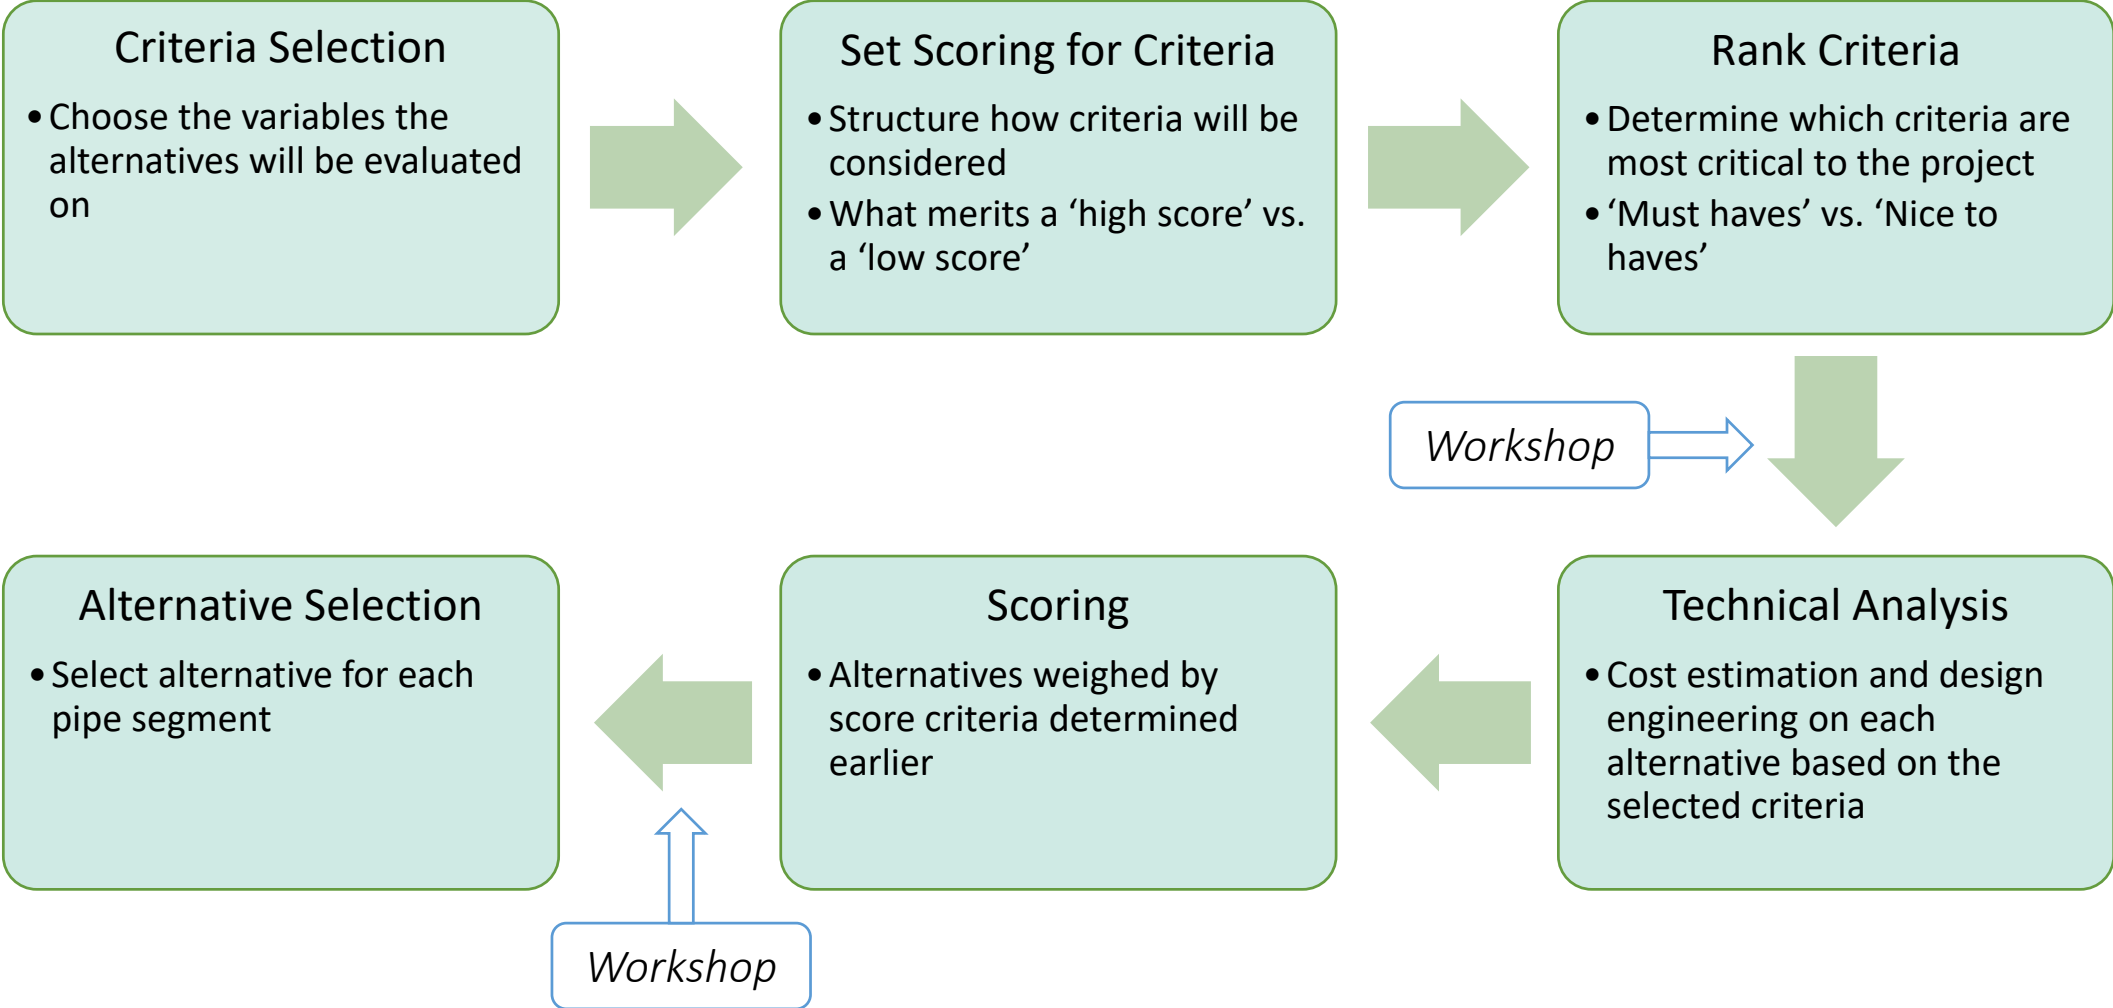 Criteria Selection
• Choose the variables the
alternatives will be evaluated
on
Set Scoring for Criteria
• Structure how criteria will be
considered
• What merits a ‘high score’ vs.
a ‘low score’
Rank Criteria
• Determine which criteria are
most critical to the project
• ‘Must haves’ vs. ‘Nice to
haves’
Workshop
Technical Analysis
• Cost estimation and design
engineering on each
alternative based on the
selected criteria
Scoring
• Alternatives weighed by
score criteria determined
earlier
Alternative Selection
• Select alternative for each
pipe segment
Workshop